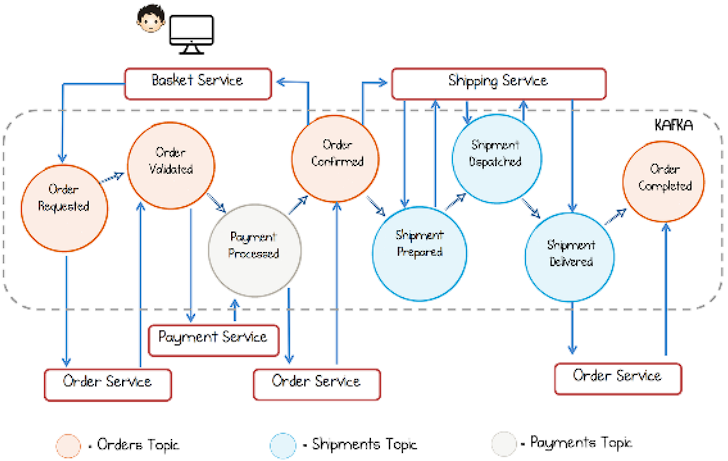 Basket Service
Shipping Service
KAFKA
Order
Requested
Order
Validated
Payment
Processed
Order
Confirmed
Shipment
Prepared
Shipment
Dispatched
Shipment
Delivered
Order
Completed
Payment Service
Order Service
Order Service
Order Service
- Orders Topic
- Shipments Topic
- Payments Topic